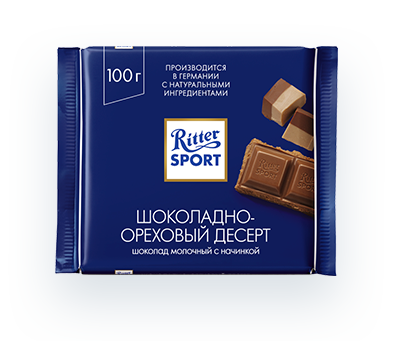 100 г
ПРОИЗВОДИТСЯ
В ГЕРМАНИИ
С НАТУРАЛЬНЫМИ
ИНГРЕДИЕНТАМИ
Ritter
SPORT
ШОКОЛАДНО-
ОРЕХОВЫЙ ДЕСЕРТ
ШОКОЛАД МОЛОЧНЫЙ С НАЧИНКОЙ